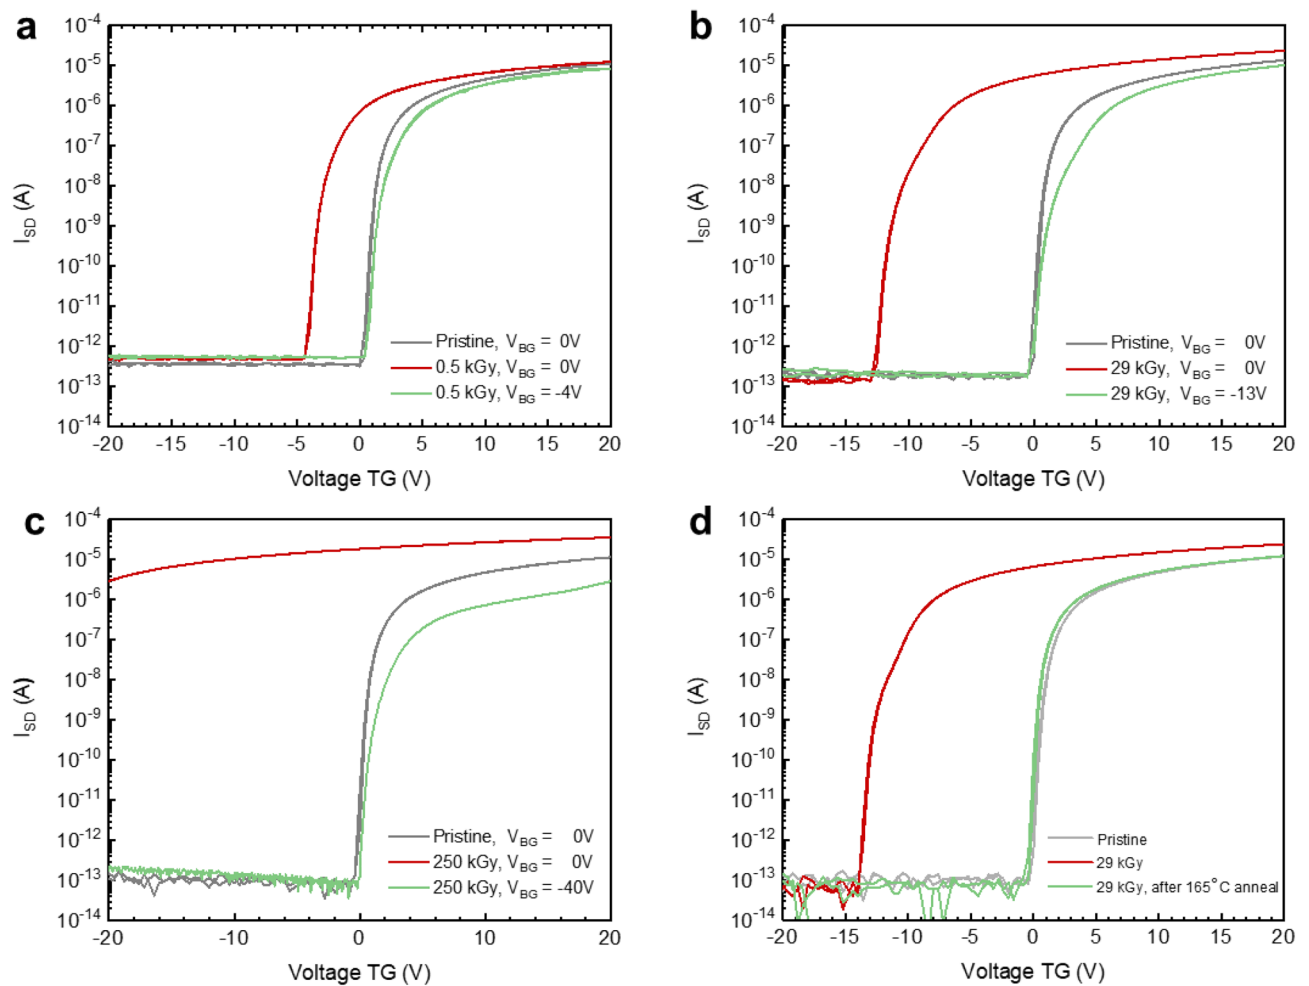 a
10⁻⁴
10⁻⁵
10⁻⁶
10⁻⁷
10⁻⁸
10⁻⁹
10⁻¹⁰
10⁻¹¹
10⁻¹²
10⁻¹³
10⁻¹⁴
I_SD (A)
Pristine, V_BG = 0V
0.5 kGy, V_BG = 0V
0.5 kGy, V_BG = -4V
-20 -15 -10 -5 0 5 10 15 20
Voltage TG (V)
b
10⁻⁴
10⁻⁵
10⁻⁶
10⁻⁷
10⁻⁸
10⁻⁹
10⁻¹⁰
10⁻¹¹
10⁻¹²
10⁻¹³
10⁻¹⁴
I_SD (A)
Pristine, V_BG = 0V
29 kGy, V_BG = 0V
29 kGy, V_BG = -13V
-20 -15 -10 -5 0 5 10 15 20
Voltage TG (V)
c
10⁻⁴
10⁻⁵
10⁻⁶
10⁻⁷
10⁻⁸
10⁻⁹
10⁻¹⁰
10⁻¹¹
10⁻¹²
10⁻¹³
10⁻¹⁴
I_SD (A)
Pristine, V_BG = 0V
250 kGy, V_BG = 0V
250 kGy, V_BG = -40V
-20 -10 0 10 20
Voltage TG (V)
d
10⁻⁴
10⁻⁵
10⁻⁶
10⁻⁷
10⁻⁸
10⁻⁹
10⁻¹⁰
10⁻¹¹
10⁻¹²
10⁻¹³
10⁻¹⁴
I_SD (A)
Pristine
29 kGy
29 kGy, after 165°C anneal
-20 -15 -10 -5 0 5 10 15 20
Voltage TG (V)